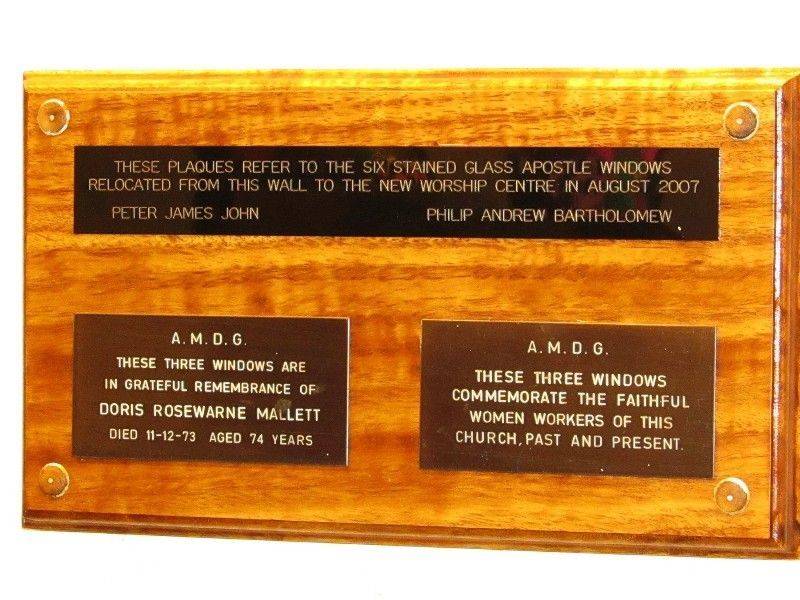 THESE PLAQUES REFER TO THE SIX STAINED GLASS APOSTLE WINDOWS
RELOCATED FROM THIS WALL TO THE NEW WORSHIP CENTRE IN AUGUST 2007
PETER JAMES JOHN PHILIP ANDREW BARTHOLOMEW
A.M.D.G.
THESE THREE WINDOWS ARE
IN GRATEFUL REMEMBRANCE OF
DORIS ROSEWARNE MALLETT
DIED 11-12-73 AGED 74 YEARS
A.M.D.G.
THESE THREE WINDOWS
COMMEMORATE THE FAITHFUL
WOMEN WORKERS OF THIS
CHURCH, PAST AND PRESENT.